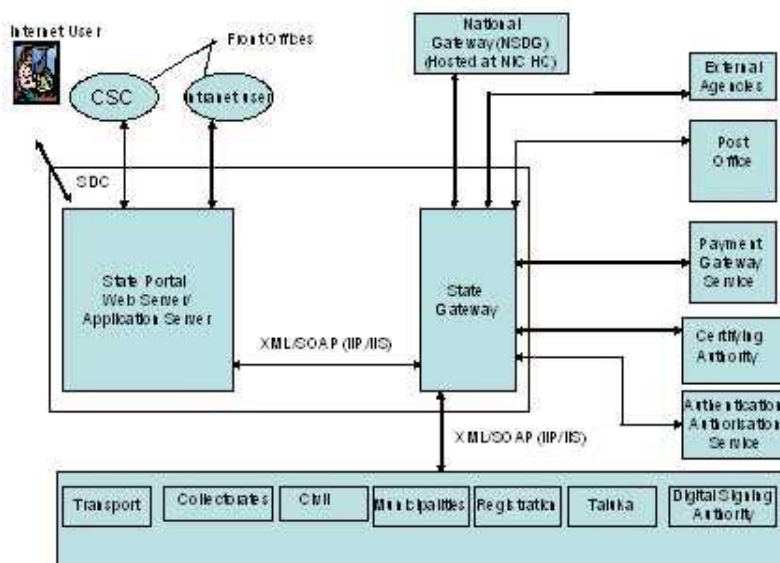 Internet User
Front Offices
CSC
Intranet user
National
Gateway (NSDG)
(Hosted at NIC HQ)
External
Agencies
Post
Office
SDC
State Portal
Web Server/
Application Server
State
Gateway
Payment
Gateway
Service
XML/SOAP (IIP/IIS)
Certifying
Authority
Authentication
Authorisation
Service
XML/SOAP (IIP/IIS)
Transport
Collectorates
Civil
Municipalities
Registration
Taluka
Digital Signing
Authority